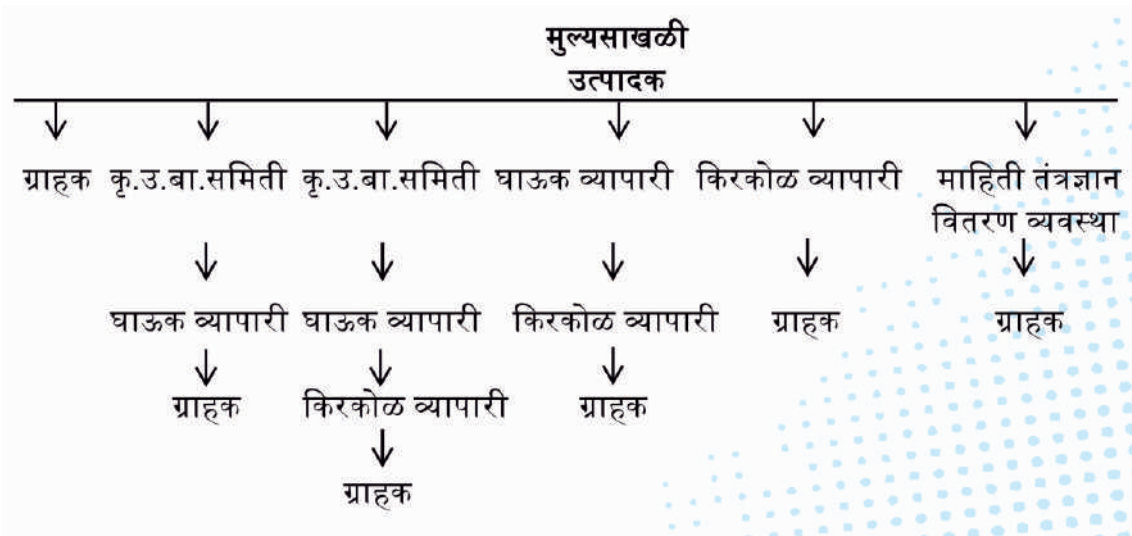 मुल्यसाखळी
उत्पादक
ग्राहक कृ.उ.बा.समिती कृ.उ.बा.समिती घाऊक व्यापारी किरकोळ व्यापारी माहिती तंत्रज्ञान
वितरण व्यवस्था
घाऊक व्यापारी घाऊक व्यापारी किरकोळ व्यापारी ग्राहक ग्राहक
ग्राहक किरकोळ व्यापारी ग्राहक
ग्राहक